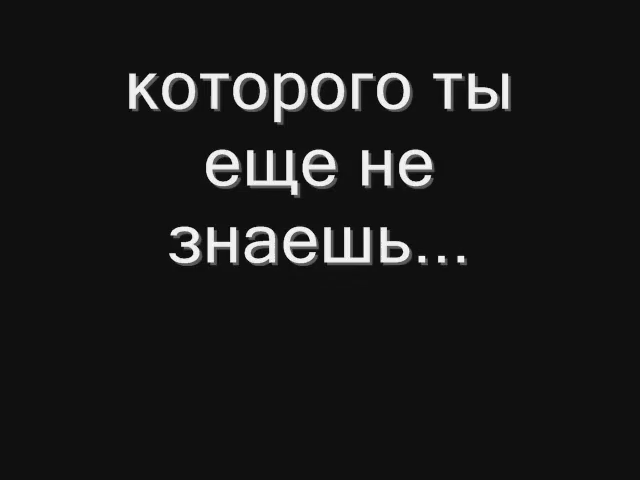 которого ты
еще не
знаешь...